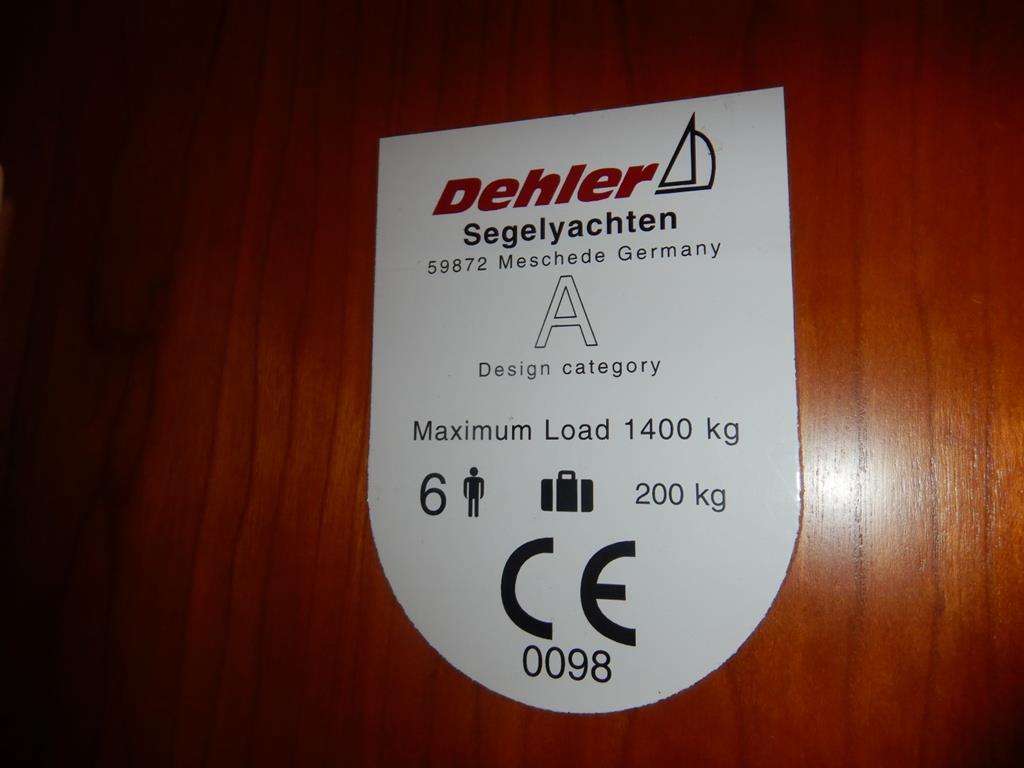 Dehler
Segelyachten
59872 Meschede Germany
A
Design category
Maximum Load 1400 kg
6 200 kg
CE
0098